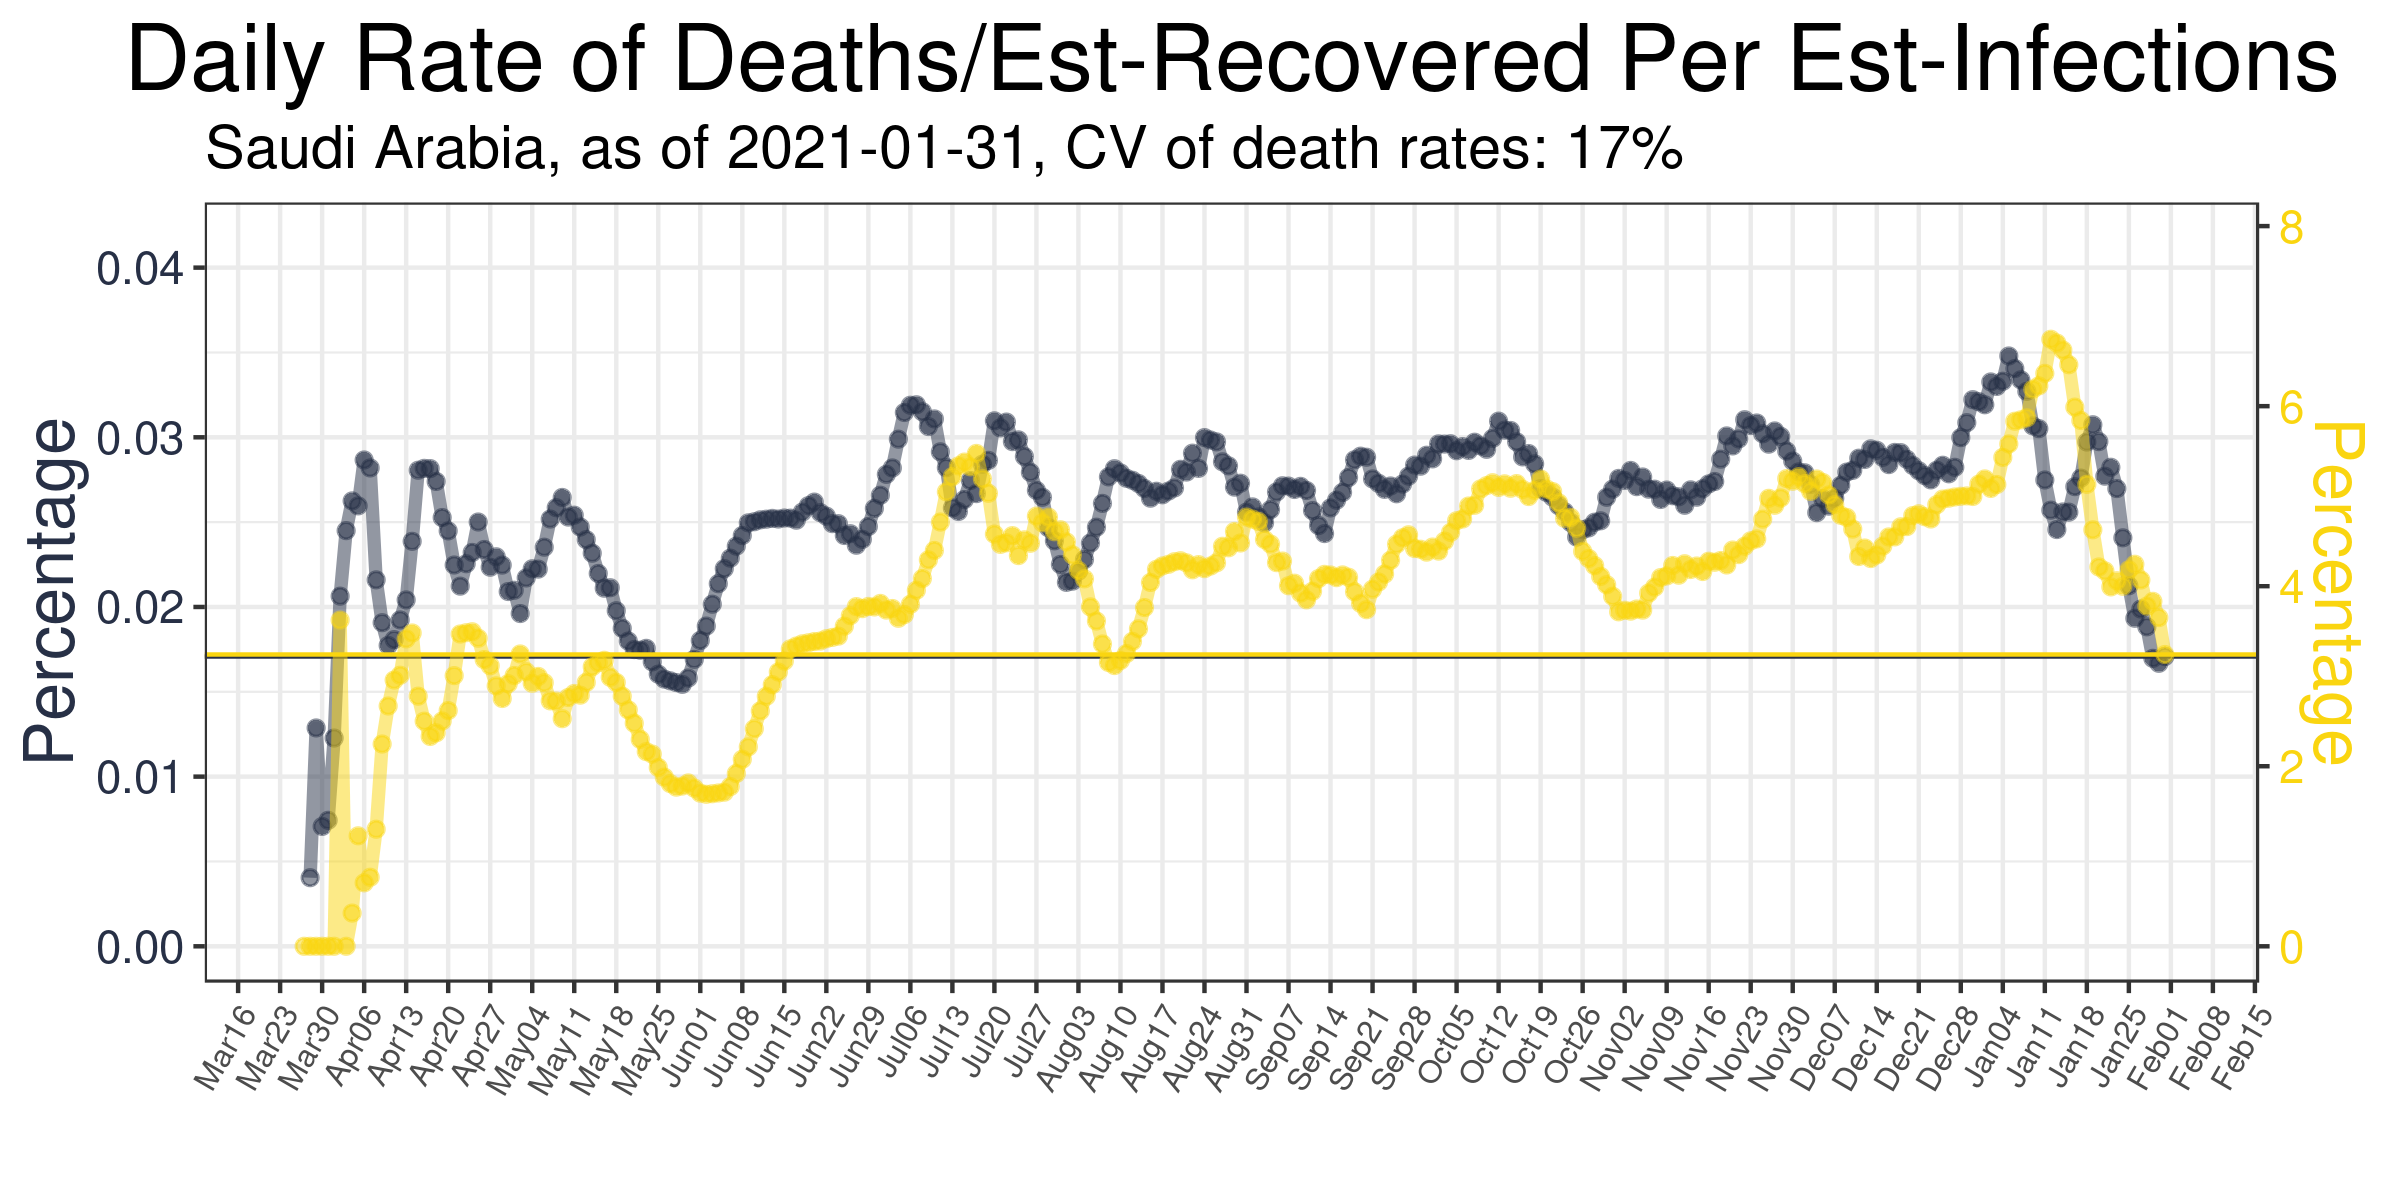 Daily Rate of Deaths/Est-Recovered Per Est-Infections
Saudi Arabia, as of 2021-01-31, CV of death rates: 17%
Percentage
0.04
0.03
0.02
0.01
0.00
8
6
4
2
0
Percentage
Mar16 Mar23 Mar30 Apr06 Apr13 Apr20 Apr27 May04 May11 May18 May25 Jun01 Jun08 Jun15 Jun22 Jun29 Jul06 Jul13 Jul20 Jul27 Aug03 Aug10 Aug17 Aug24 Aug31 Sep07 Sep14 Sep21 Sep28 Oct05 Oct12 Oct19 Oct26 Nov02 Nov09 Nov16 Nov23 Nov30 Dec07 Dec14 Dec21 Dec28 Jan04 Jan11 Jan18 Jan25 Feb01 Feb08 Feb15